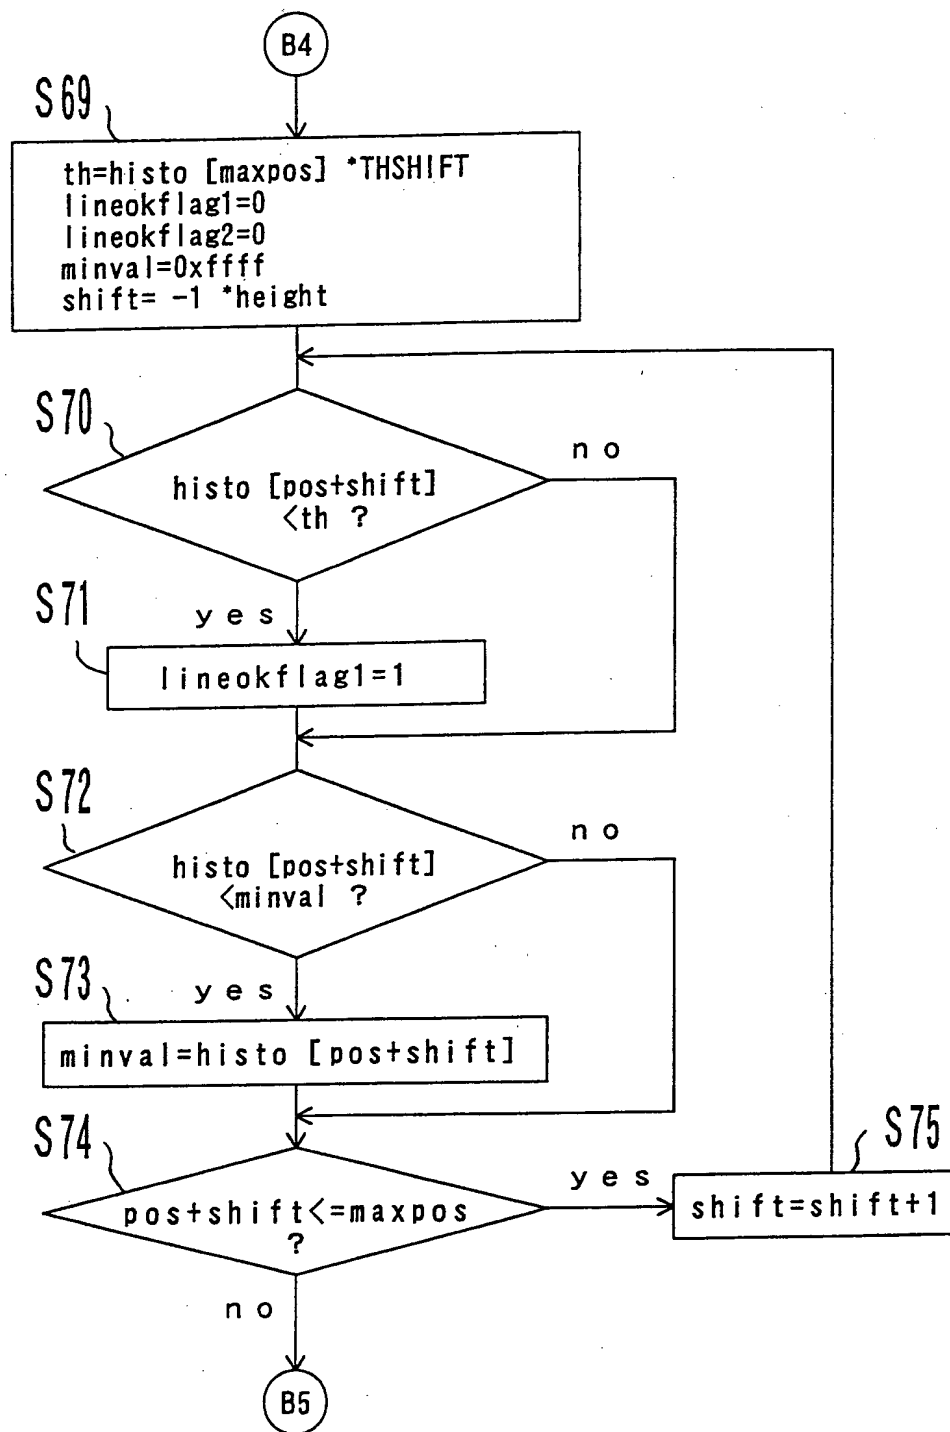 B4
S69
th=histo [maxpos] *THSHIFT
lineokflag1=0
lineokflag2=0
minval=0xffff
shift= -1 *height
S70
no
histo [pos+shift]
<th ?
S71
yes
lineokflag1=1
S72
no
histo [pos+shift]
<minval ?
S73
yes
minval=histo [pos+shift]
S74
S75
yes
pos+shift<=maxpos
?
shift=shift+1
no
B5